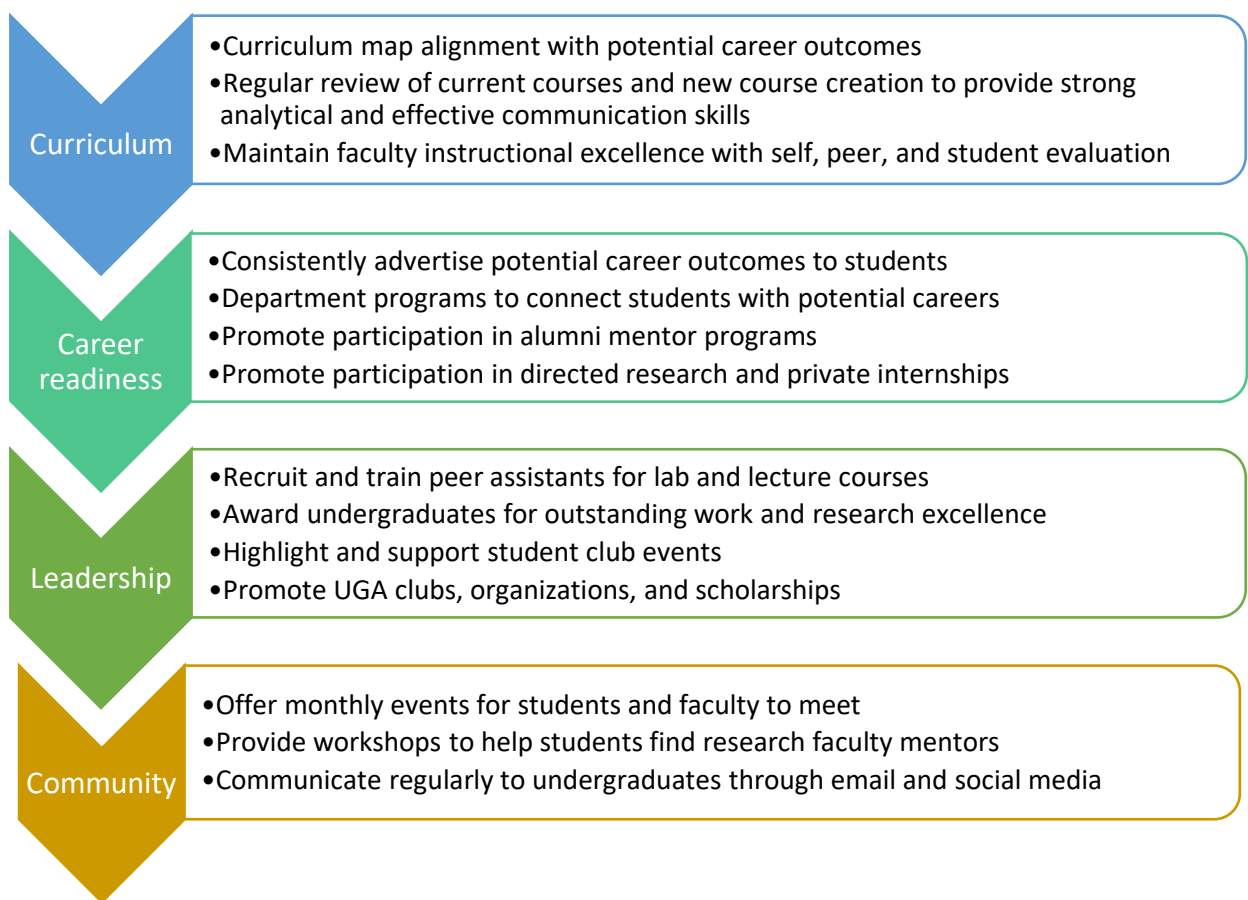 Curriculum
•Curriculum map alignment with potential career outcomes
•Regular review of current courses and new course creation to provide strong
analytical and effective communication skills
•Maintain faculty instructional excellence with self, peer, and student evaluation
Career
readiness
•Consistently advertise potential career outcomes to students
•Department programs to connect students with potential careers
•Promote participation in alumni mentor programs
•Promote participation in directed research and private internships
Leadership
•Recruit and train peer assistants for lab and lecture courses
•Award undergraduates for outstanding work and research excellence
•Highlight and support student club events
•Promote UGA clubs, organizations, and scholarships
Community
•Offer monthly events for students and faculty to meet
•Provide workshops to help students find research faculty mentors
•Communicate regularly to undergraduates through email and social media